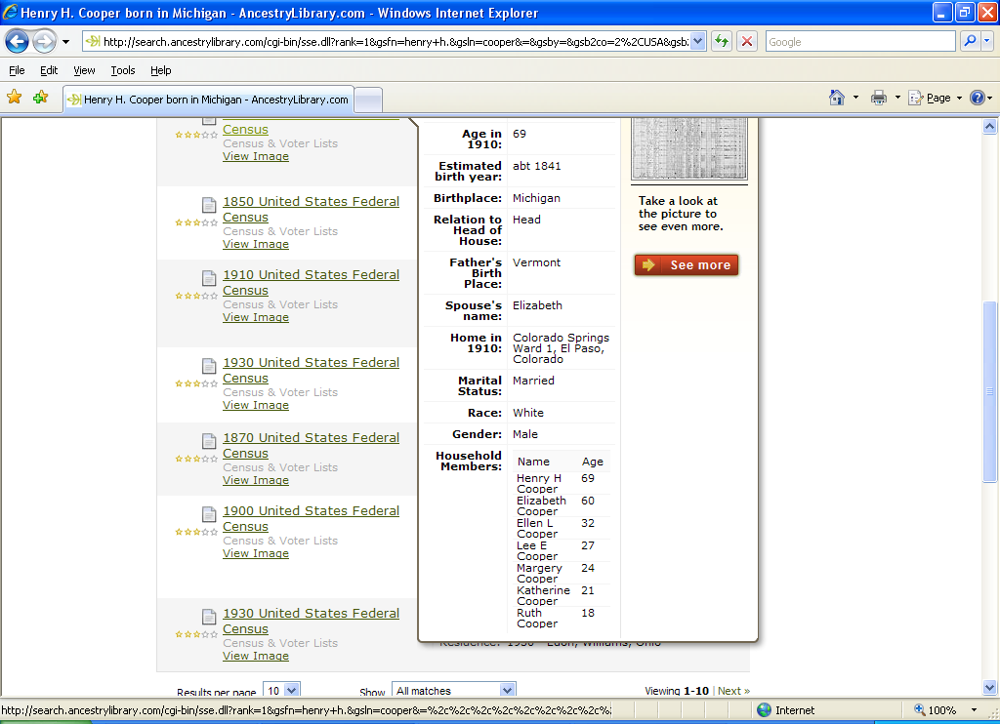 Henry H. Cooper born in Michigan - AncestryLibrary.com - Windows Internet Explorer
http://search.ancestrylibrary.com/cgi-bin/sse.dll?rank=1&gsfn=henry+h.&gsln=cooper&=&gsby=&gsb2co=2%2CUSA&gsb2
Google
File Edit View Tools Help
Henry H. Cooper born in Michigan - AncestryLibrary.com
Page
Census
Census & Voter Lists
View Image
1850 United States Federal
Census
Census & Voter Lists
View Image
1910 United States Federal
Census
Census & Voter Lists
View Image
1930 United States Federal
Census
Census & Voter Lists
View Image
1870 United States Federal
Census
Census & Voter Lists
View Image
1900 United States Federal
Census
Census & Voter Lists
View Image
1930 United States Federal
Census
Census & Voter Lists
View Image
Age in 69
1910:
Estimated abt 1841
birth year:
Birthplace: Michigan
Relation to Head
Head of
House:
Father's Vermont
Birth
Place:
Spouse's Elizabeth
name:
Home in Colorado Springs
1910: Ward 1, El Paso,
Colorado
Marital Married
Status:
Race: White
Gender: Male
Household
Members:
Name Age
Henry H 69
Cooper
Elizabeth 60
Cooper
Ellen L 32
Cooper
Lee E 27
Cooper
Margery 24
Cooper
Katherine 21
Cooper
Ruth 18
Cooper
Take a look at
the picture to
see even more.
See more
Results per page 10 Show All matches Viewing 1-10 | Next »
http://search.ancestrylibrary.com/cgi-bin/sse.dll?rank=1&gsfn=henry+h.&gsln=cooper&=%2c%2c%2c%2c%2c%2c%2c%2c%2c%
Internet
100%